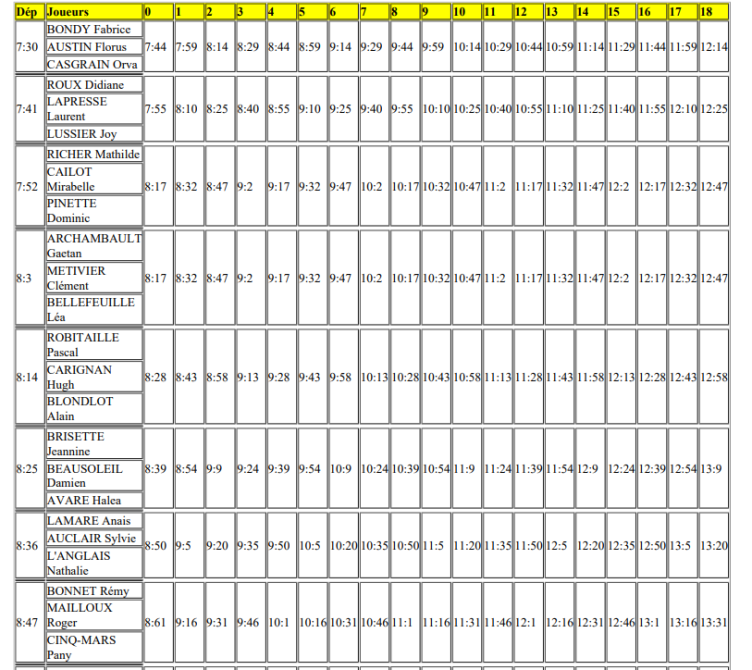 Dép Joueurs 0 1 2 3 4 5 6 7 8 9 10 11 12 13 14 15 16 17 18
BONDY Fabrice
7:30 AUSTIN Florus 7:44 7:59 8:14 8:29 8:44 8:59 9:14 9:29 9:44 9:59 10:14 10:29 10:44 10:59 11:14 11:29 11:44 11:59 12:14
CASGRAIN Orva
ROUX Didiane
7:41 LAPRESSE
Laurent 7:55 8:10 8:25 8:40 8:55 9:10 9:25 9:40 9:55 10:10 10:25 10:40 10:55 11:10 11:25 11:40 11:55 12:10 12:25
LUSSIER Joy
RICHER Mathilde
CAILOT
7:52 Mirabelle 8:17 8:32 8:47 9:2 9:17 9:32 9:47 10:2 10:17 10:32 10:47 11:2 11:17 11:32 11:47 12:2 12:17 12:32 12:47
PINETTE
Dominic
ARCHAMBAULT
Gaetan
8:3 METIVIER 8:17 8:32 8:47 9:2 9:17 9:32 9:47 10:2 10:17 10:32 10:47 11:2 11:17 11:32 11:47 12:2 12:17 12:32 12:47
Clément
BELLEFEUILLE
Léa
ROBITAILLE
Pascal
8:14 CARIGNAN 8:28 8:43 8:58 9:13 9:28 9:43 9:58 10:13 10:28 10:43 10:58 11:13 11:28 11:43 11:58 12:13 12:28 12:43 12:58
Hugh
BLONDLOT
Alain
BRISETTE
Jeannine
8:25 BEAUSOLEIL 8:39 8:54 9:9 9:24 9:39 9:54 10:9 10:24 10:39 10:54 11:9 11:24 11:39 11:54 12:9 12:24 12:39 12:54 13:9
Damien
AVARE Halea
LAMARE Anais
8:36 AUCLAIR Sylvie 8:50 9:5 9:20 9:35 9:50 10:5 10:20 10:35 10:50 11:5 11:20 11:35 11:50 12:5 12:20 12:35 12:50 13:5 13:20
L'ANGLAIS
Nathalie
BONNET Rémy
MAILLOUX
8:47 Roger 8:61 9:16 9:31 9:46 10:1 10:16 10:31 10:46 11:1 11:16 11:31 11:46 12:1 12:16 12:31 12:46 13:1 13:16 13:31
CINQ-MARS
Pany